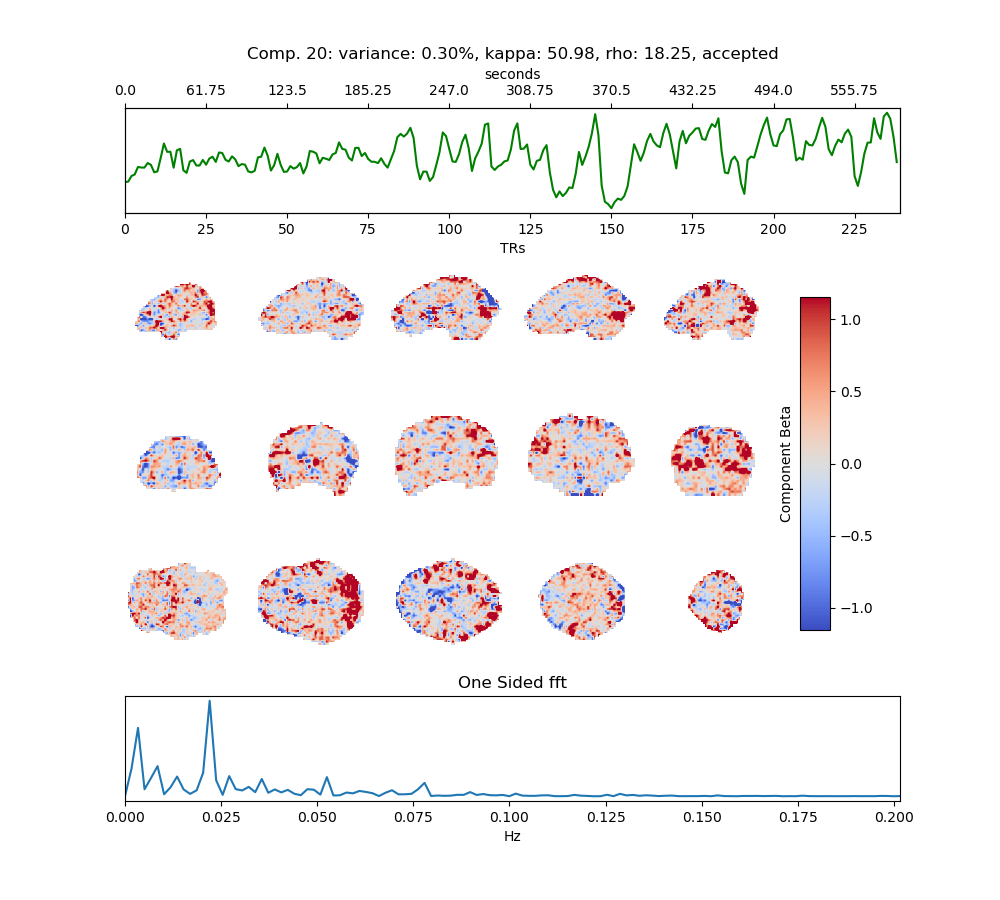 Comp. 20: variance: 0.30%, kappa: 50.98, rho: 18.25, accepted
seconds
0.0 61.75 123.5 185.25 247.0 308.75 370.5 432.25 494.0 555.75
0 25 50 75 100 125 150 175 200 225
TRs
1.0
0.5
0.0
−0.5
−1.0
Component Beta
One Sided fft
0.000 0.025 0.050 0.075 0.100 0.125 0.150 0.175 0.200
Hz